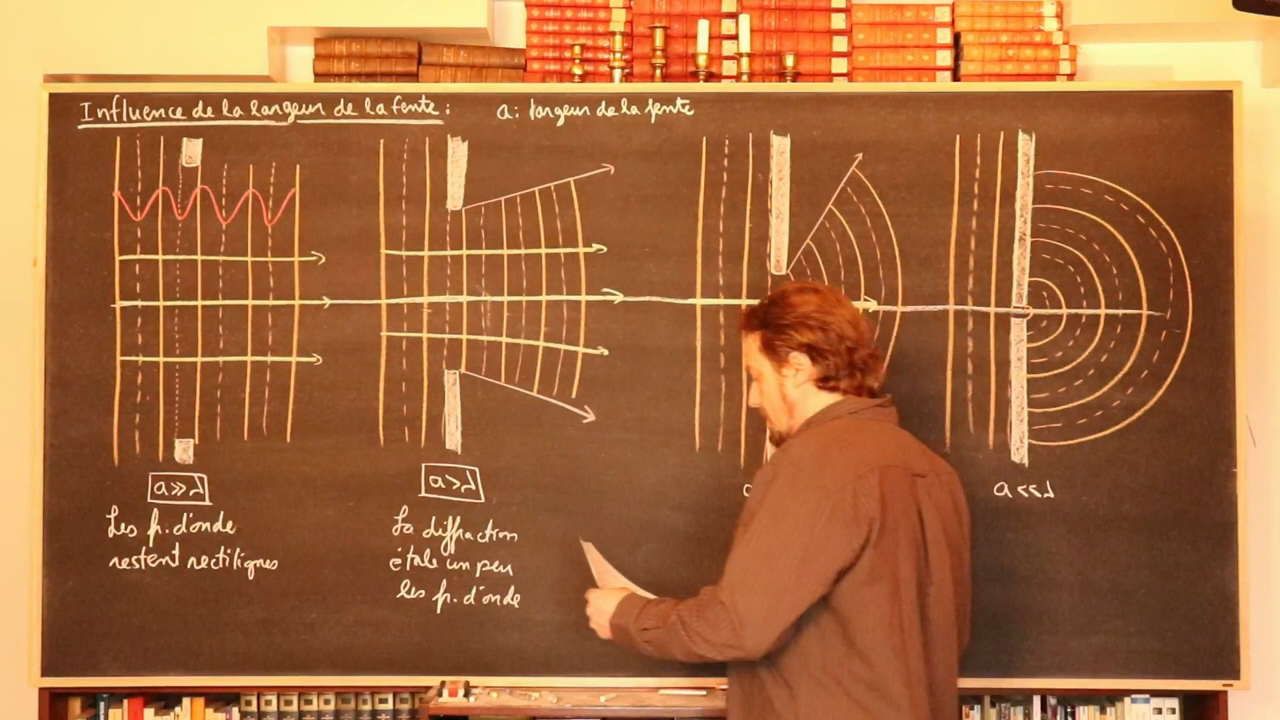 Influence de la largeur de la fente :
a : largeur de la fente
a>>λ
Les fr. d'onde
restent rectilignes
a>λ
La diffraction
étale un peu
les fr. d'onde
a<<λ